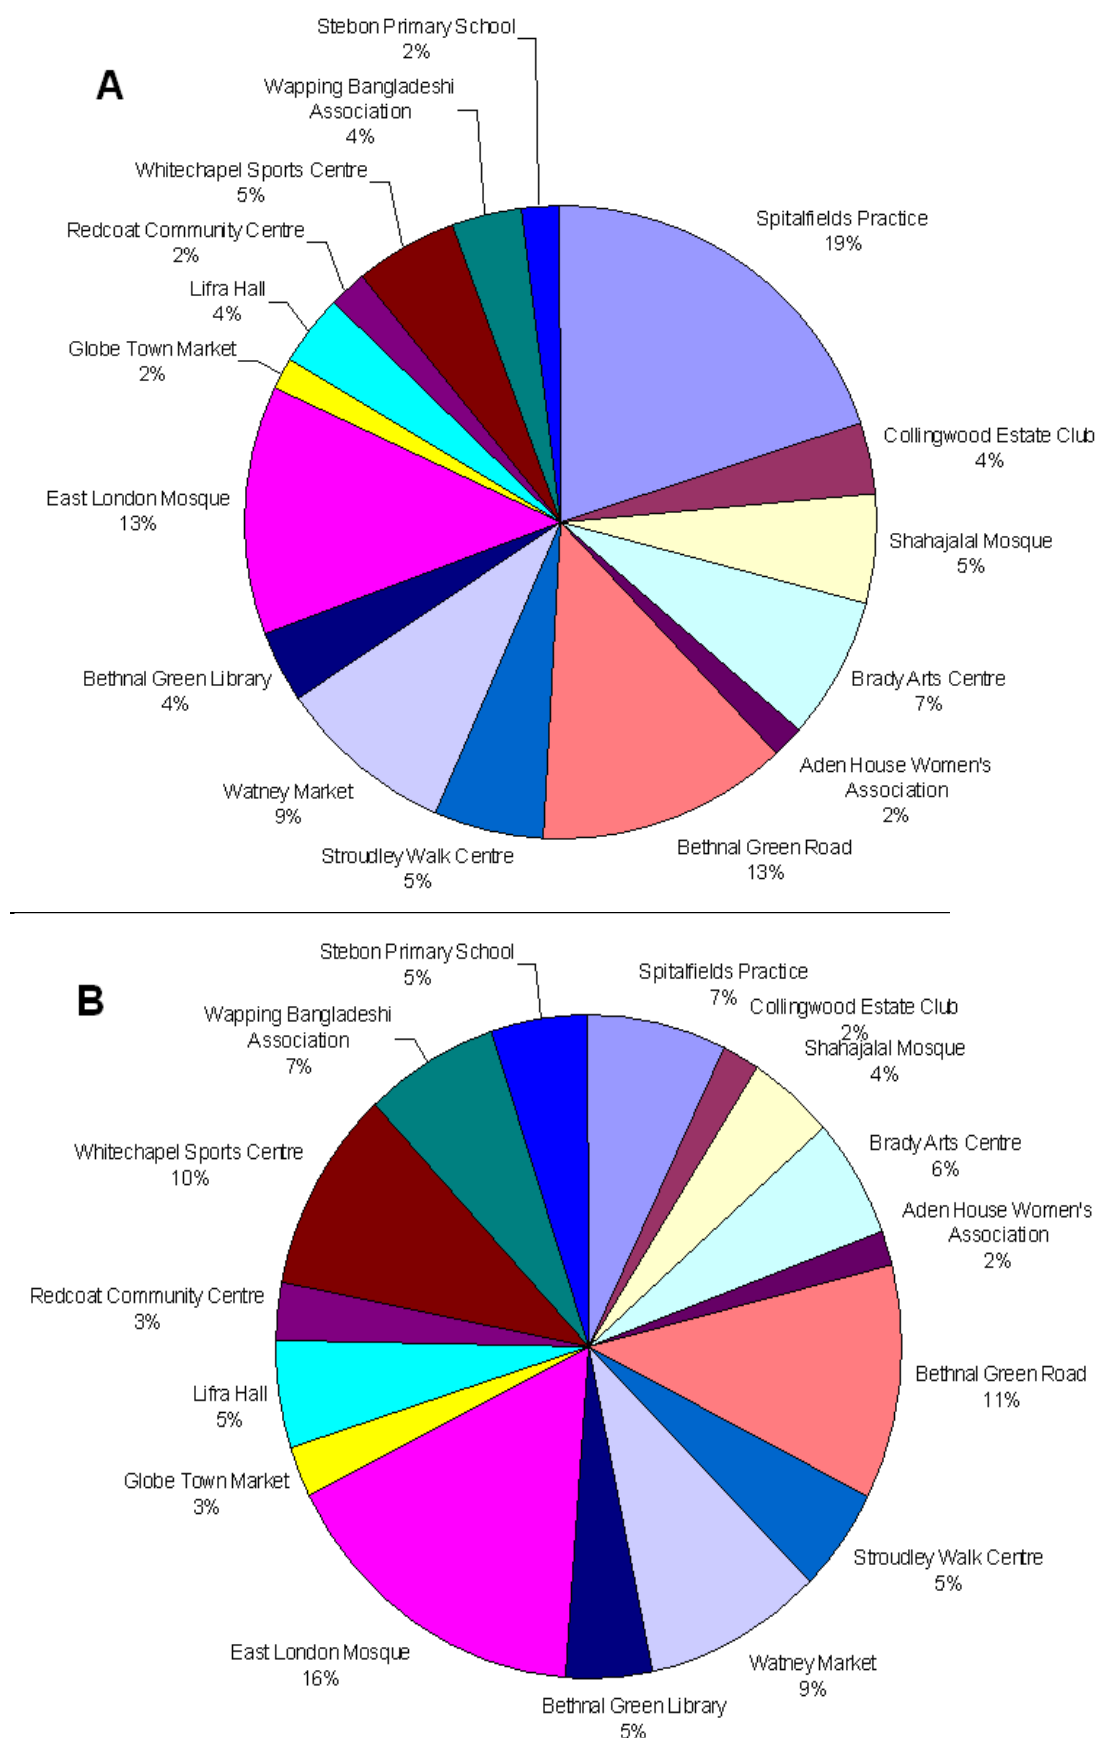 A
Stebon Primary School
2%
Wapping Bangladeshi
Association
4%
Whitechapel Sports Centre
5%
Redcoat Community Centre
2%
Lifra Hall
4%
Globe Town Market
2%
East London Mosque
13%
Bethnal Green Library
4%
Watney Market
9%
Stroudley Walk Centre
5%
Spitalfields Practice
19%
Collingwood Estate Club
4%
Shahajalal Mosque
5%
Brady Arts Centre
7%
Aden House Women's
Association
2%
Bethnal Green Road
13%
B
Stebon Primary School
5%
Wapping Bangladeshi
Association
7%
Whitechapel Sports Centre
10%
Redcoat Community Centre
3%
Lifra Hall
5%
Globe Town Market
3%
East London Mosque
16%
Bethnal Green Library
5%
Spitalfields Practice
7%
Collingwood Estate Club
2%
Shahajalal Mosque
4%
Brady Arts Centre
6%
Aden House Women's
Association
2%
Bethnal Green Road
11%
Stroudley Walk Centre
5%
Watney Market
9%